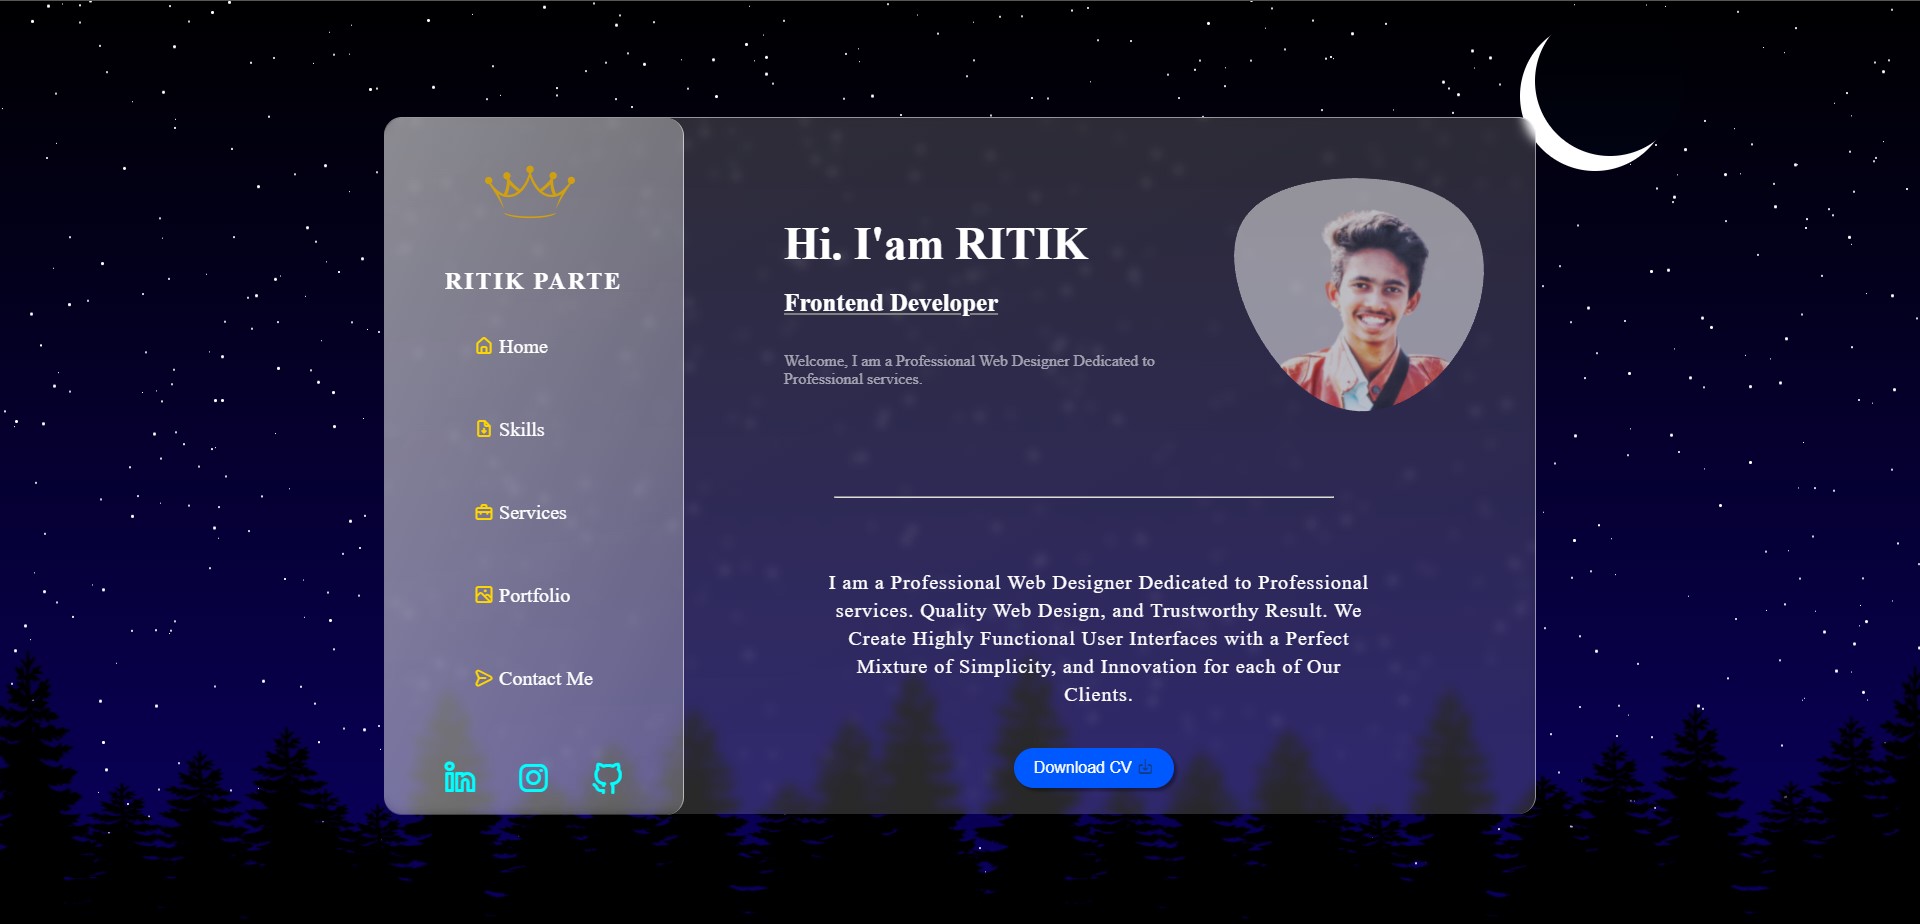 RITIK PARTE
Home
Skills
Services
Portfolio
Contact Me
Hi. I'am RITIK
Frontend Developer
Welcome, I am a Professional Web Designer Dedicated to
Professional services.
I am a Professional Web Designer Dedicated to Professional
services. Quality Web Design, and Trustworthy Result. We
Create Highly Functional User Interfaces with a Perfect
Mixture of Simplicity, and Innovation for each of Our
Clients.
Download CV